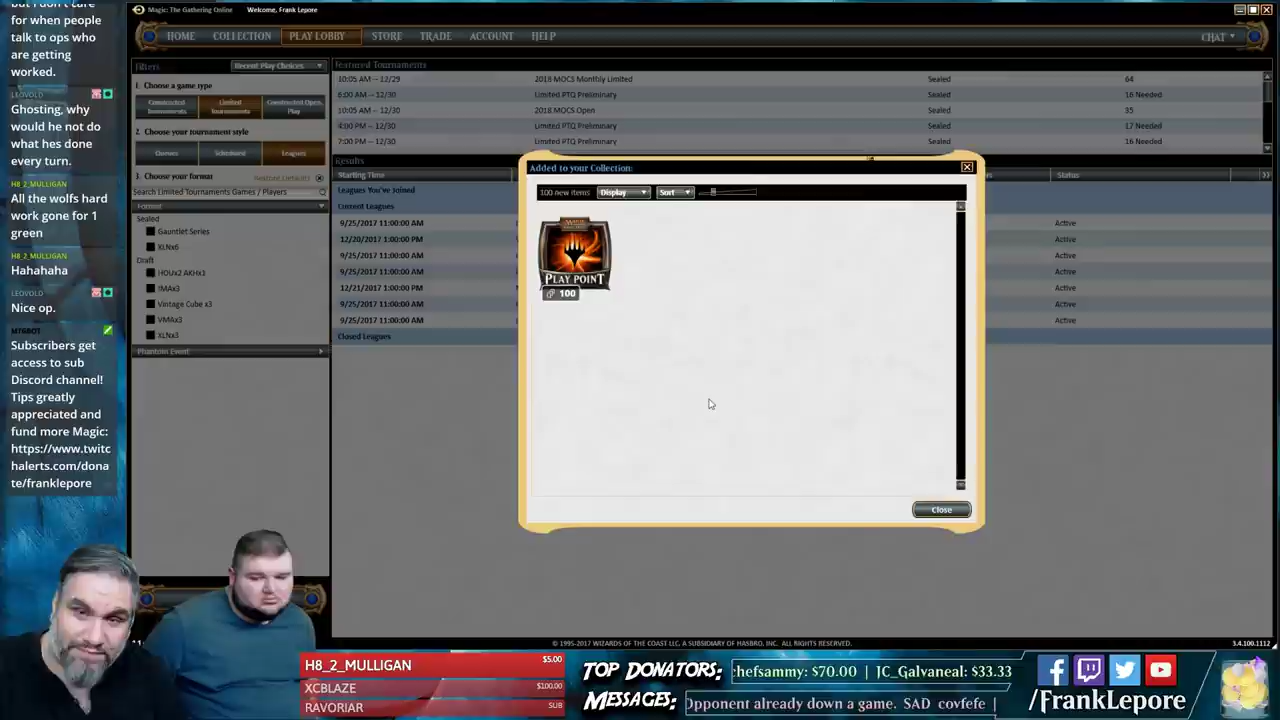 but I don't care
for when people
talk to ops who
are getting
worked.
LEOVOLD
Ghosting, why
would he not do
what hes done
every turn.
H8_2_MULLIGAN
the wolfs hard
work gone for 1
green
H8_2_MULLIGAN
Hahahaha
LEOVOLD
Nice op.
MTGBOT
Subscribers get
access to sub
Discord channel!
Tips greatly
appreciated and
fund more Magic:
https://www.twitc
halerts.com/dona
te/franklepore
Magic: The Gathering Online Welcome, Frank Lepore
HOME COLLECTION PLAY LOBBY STORE TRADE ACCOUNT HELP CHAT
Filters Recent Play Choices
1. Choose a game type
Constructed Tournaments Limited Tournaments Constructed Open Play
2. Choose your tournament style
Queues Scheduled Leagues
3. Choose your format Restore Defaults
Search Limited Tournaments Games / Players
Format
Sealed
Gauntlet Series
XLNx6
Draft
HOUx2 AKHx1
IMAx3
Vintage Cube x3
VMAx3
XLNx3
Phantom Event
Featured Tournaments
10:05 AM -- 12/29 2018 MOCS Monthly Limited Sealed 64
6:00 AM -- 12/30 Limited PTQ Preliminary Sealed 16 Needed
10:05 AM -- 12/30 2018 MOCS Open Sealed 35
4:00 PM -- 12/30 Limited PTQ Preliminary Sealed 17 Needed
7:00 PM -- 12/30 Limited PTQ Preliminary Sealed 16 Needed
Results
Starting Time Status
Leagues You've Joined
Current Leagues
9/25/2017 11:00:00 AM Active
12/20/2017 1:00:00 PM Active
9/25/2017 11:00:00 AM Active
9/25/2017 11:00:00 AM Active
12/21/2017 1:00:00 PM Active
9/25/2017 11:00:00 AM Active
9/25/2017 11:00:00 AM Active
Closed Leagues
Added to your Collection:
100 new items Display Sort
PLAY POINT
100
Close
© 1995-2017 WIZARDS OF THE COAST LLC, A SUBSIDIARY OF HASBRO, INC. ALL RIGHTS RESERVED. 3.4.100.1112
H8_2_MULLIGAN $5.00
XCBLAZE $100.00
RAVORIAR SUB
TOP DONATORS: chefsammy: $70.00 | JC_Galvaneal: $33.33
MESSAGES: Opponent already down a game. SAD covfefe |
/FrankLepore